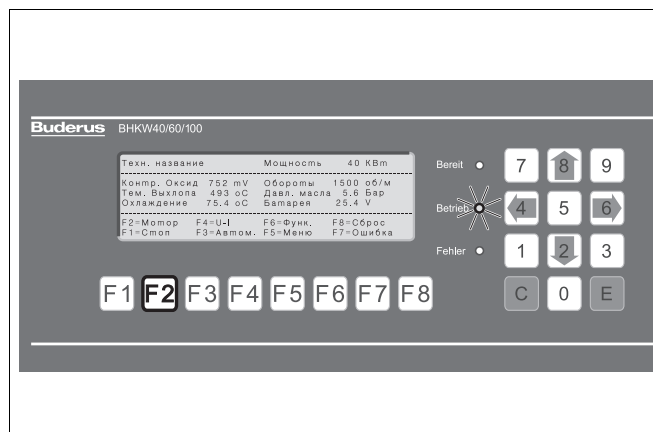 Buderus BHKW40/60/100
Техн. название Мощность 40 КВт
Контр. Оксид 752 mV Обороты 1500 об/м
Тем. Выхлопа 493 оС Давл. масла 5.6 Бар
Охлаждение 75.4 оС Батарея 25.4 V
F2=Мотор F4=U-I F6=Функ. F8=Сброс
F1=Стоп F3=Автом. F5=Меню F7=Ошибка
Bereit
Betrieb
Fehler
7 8 9
4 5 6
1 2 3
C 0 E
F1 F2 F3 F4 F5 F6 F7 F8